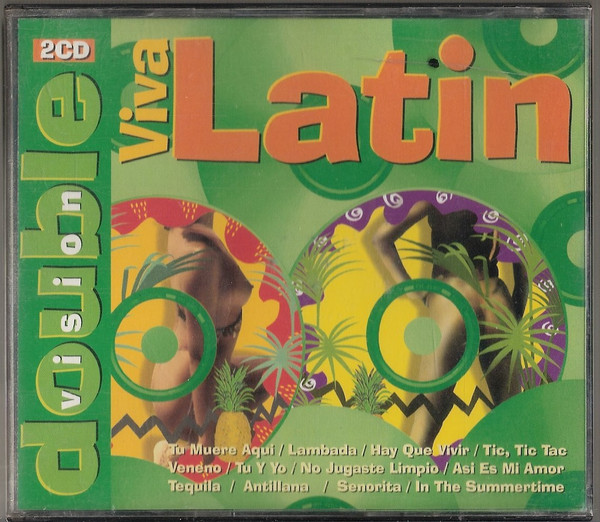 2CD
double
vision
Viva
Latin
Tu Muere Aqui / Lambada / Hay Que Vivir / Tic, Tic Tac
Veneno / Tu Y Yo / No Jugaste Limpio / Asi Es Mi Amor
Tequila / Antillana / Senorita / In The Summertime